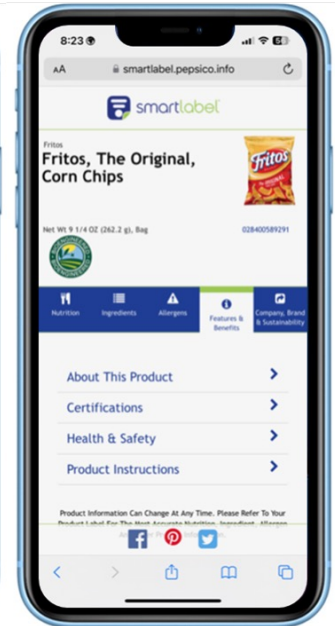 8:23
AA smartlabel.pepsico.info
smartlabel
Fritos
Fritos, The Original,
Corn Chips
Fritos
Net Wt 9 1/4 OZ (262.2 g), Bag
028400589291
BIOENGINEERED
Nutrition
Ingredients
Allergens
Features &
Benefits
Company, Brand
& Sustainability
About This Product
Certifications
Health & Safety
Product Instructions
Product Information Can Change At Any Time. Please Refer To Your
Product Label For The Most Accurate Nutrition, Ingredient, Allergen